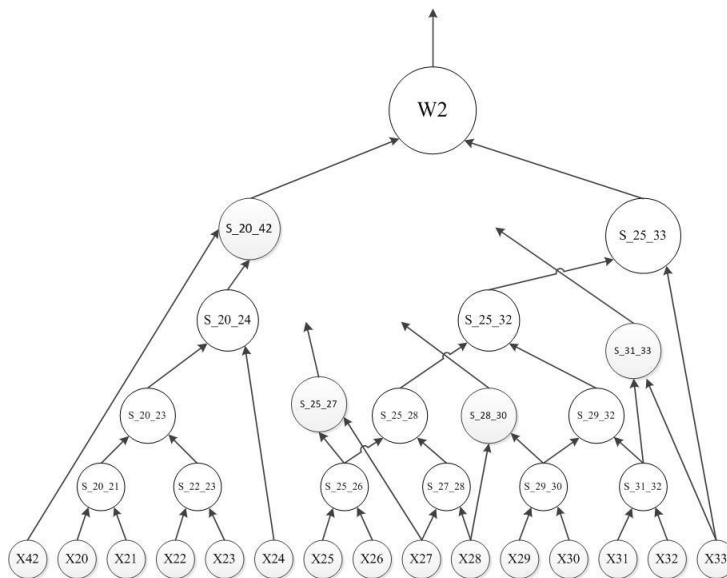 W2
S_20_42
S_25_33
S_20_24
S_25_32
S_31_33
S_25_27
S_20_23
S_25_28
S_28_30
S_29_32
S_20_21
S_22_23
S_25_26
S_27_28
S_29_30
S_31_32
X42 X20 X21 X22 X23 X24 X25 X26 X27 X28 X29 X30 X31 X32 X33